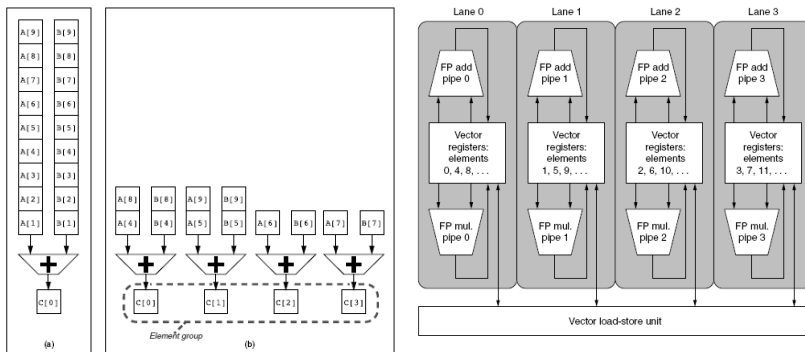 A[9] B[9]
A[8] B[8]
A[7] B[7]
A[6] B[6]
A[5] B[5]
A[4] B[4]
A[3] B[3]
A[2] B[2]
A[1] B[1]
+
C[0]
(a)
A[8] B[8] A[9] B[9]
A[4] B[4] A[5] B[5] A[6] B[6] A[7] B[7]
+ + + +
C[0] C[1] C[2] C[3]
Element group
(b)
Lane 0
FP add
pipe 0
Vector
registers:
elements
0, 4, 8, . . .
FP mul.
pipe 0
Lane 1
FP add
pipe 1
Vector
registers:
elements
1, 5, 9, . . .
FP mul.
pipe 1
Lane 2
FP add
pipe 2
Vector
registers:
elements
2, 6, 10, . . .
FP mul.
pipe 2
Lane 3
FP add
pipe 3
Vector
registers:
elements
3, 7, 11, . . .
FP mul.
pipe 3
Vector load-store unit